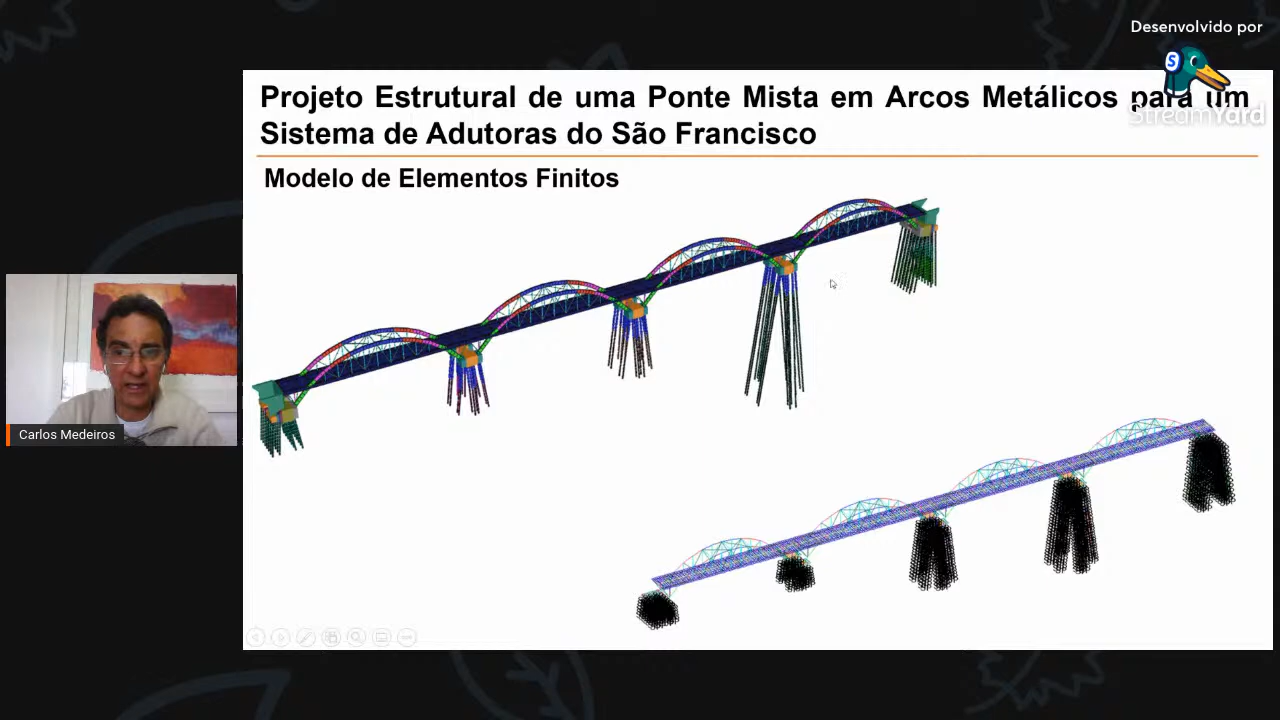 Desenvolvido por
S
StreamYard
Projeto Estrutural de uma Ponte Mista em Arcos Metálicos para um
Sistema de Adutoras do São Francisco
Modelo de Elementos Finitos
Carlos Medeiros